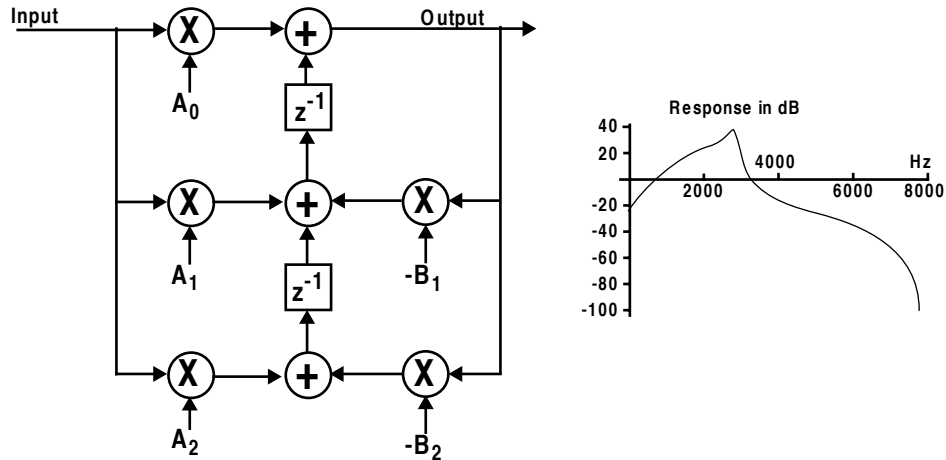 Input
Output
X
+
A0
z-1
X
+
X
A1
-B1
z-1
X
+
X
A2
-B2
Response in dB
40
20
-20
-40
-60
-80
-100
4000
Hz
2000
6000
8000